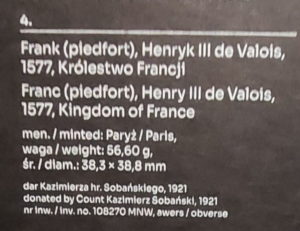 4.
Frank (piedfort), Henryk III de Valois,
1577, Królestwo Francji
Franc (piedfort), Henry III de Valois,
1577, Kingdom of France
men. / minted: Paryż / Paris,
waga / weight: 56,60 g,
śr. / diam.: 38,3 × 38,8 mm
dar Kazimierza hr. Sobańskiego, 1921
donated by Count Kazimierz Sobański, 1921
nr inw. / inv. no. 108270 MNW, awers / obverse